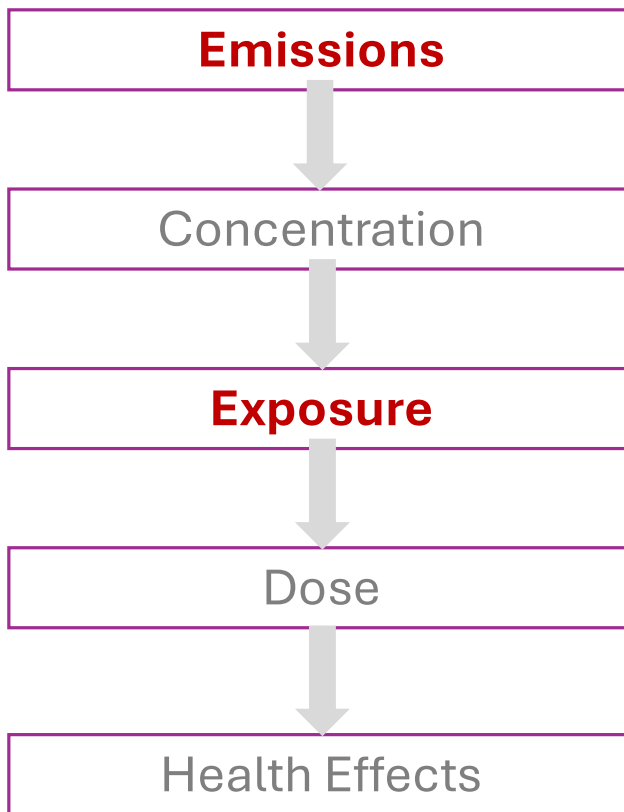 Emissions
Concentration
Exposure
Dose
Health Effects